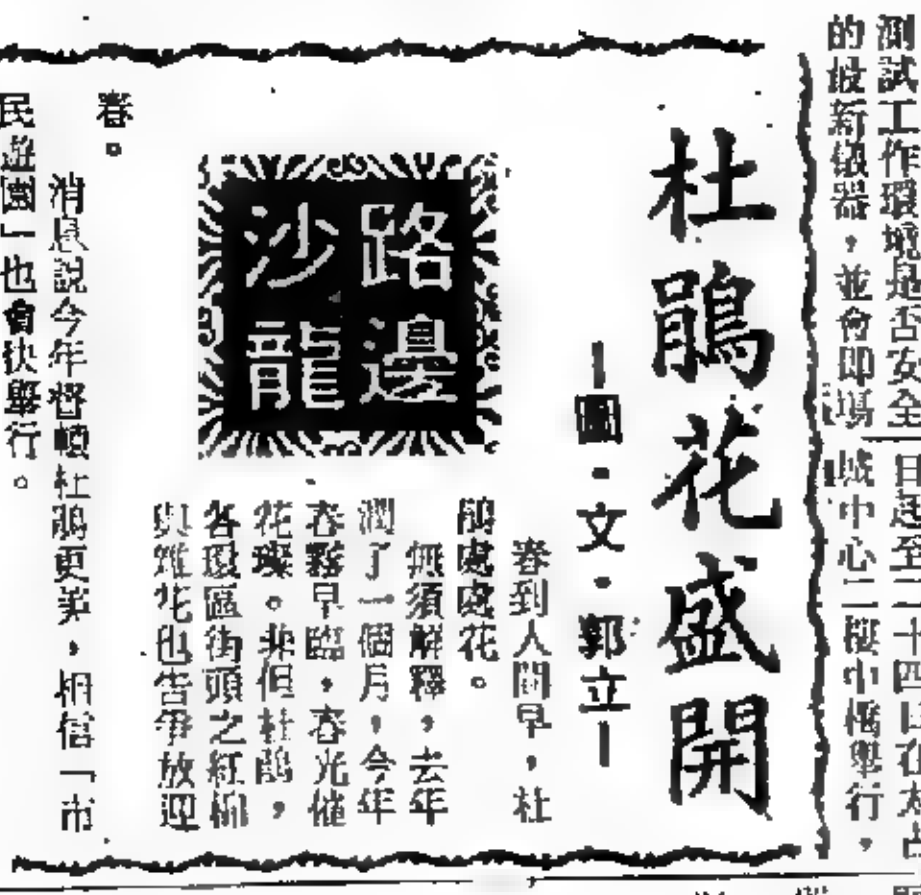 測試工作環境是否安全
的最新儀器，並會即場
目起至二十四日在太古
城中心二樓中橋舉行，
杜鵑花盛開
—圖・文・郭立—
路邊
沙龍
春到人間早，杜
鵑處處花。
無須解釋，去年
潤了一個月，今年
春霧早臨，春光催
花璨。非但杜鵑，
各環區街頭之紅棉
與雜花也告爭放迎
春。
消息說今年督轅杜鵑更美，相信「市
民遊園」也會快舉行。